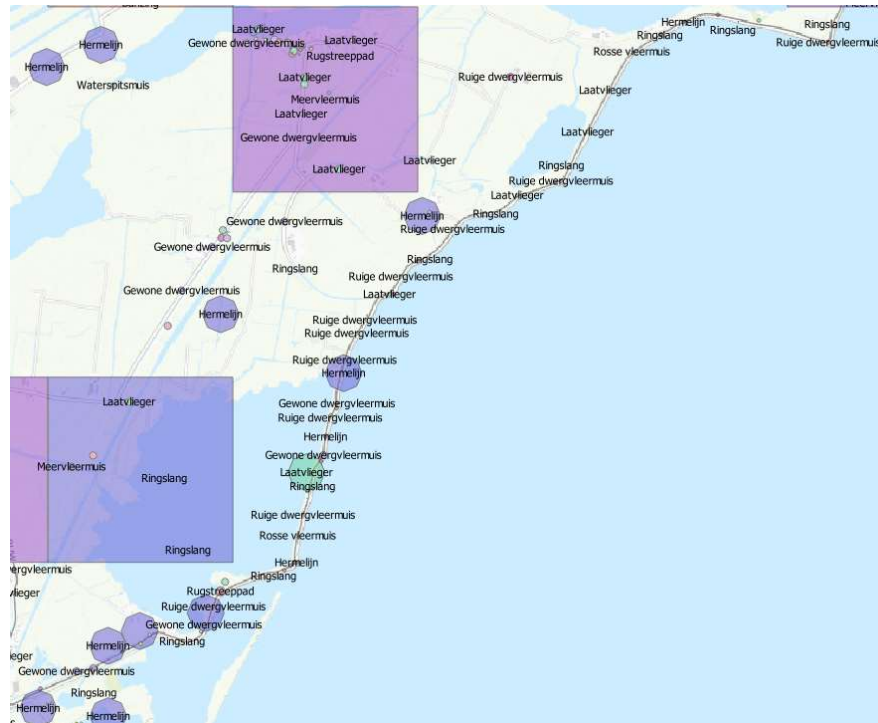 Hermelijn
Ringslang
Ringslang
Ringslang
Ruige dwergvleermuis
Rosse vleermuis
Laatvlieger
Laatvlieger
Gewone dwergvleermuis
Rugstreeppad
Hermelijn
Hermelijn
Waterspitsmuis
Laatvlieger
Meervleermuis
Laatvlieger
Ruige dwergvleermuis
Laatvlieger
Gewone dwergvleermuis
Laatvlieger
Laatvlieger
Laatvlieger
Ringslang
Ruige dwergvleermuis
Laatvlieger
Hermelijn
Ringslang
Gewone dwergvleermuis
Ruige dwergvleermuis
Gewone dwergvleermuis
Ringslang
Ringslang
Ruige dwergvleermuis
Gewone dwergvleermuis
Laatvlieger
Hermelijn
Ruige dwergvleermuis
Ruige dwergvleermuis
Ruige dwergvleermuis
Hermelijn
Laatvlieger
Gewone dwergvleermuis
Ruige dwergvleermuis
Hermelijn
Gewone dwergvleermuis
Meervleermuis
Laatvlieger
Ringslang
Ringslang
Ruige dwergvleermuis
Rosse vleermuis
Ringslang
Hermelijn
Ringslang
Rugstreeppad
Ruige dwergvleermuis
Gewone dwergvleermuis
Ringslang
Hermelijn
Gewone dwergvleermuis
Ringslang
Hermelijn
Hermelijn